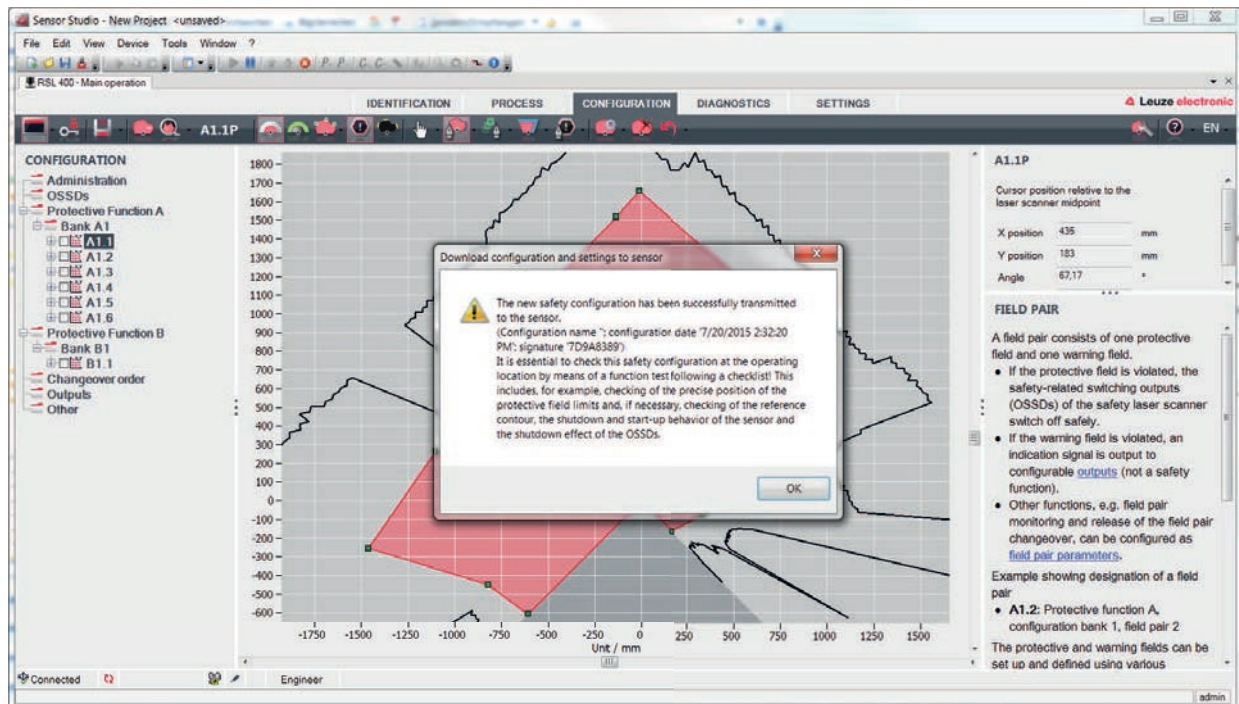 Sensor Studio - New Project <unsaved>
File Edit View Device Tools Window ?
RSL 400 - Main operation
IDENTIFICATION PROCESS CONFIGURATION DIAGNOSTICS SETTINGS
Leuze electronic
A1.1P
EN
CONFIGURATION
Administration
OSSDs
Protective Function A
Bank A1
A1.1
A1.2
A1.3
A1.4
A1.5
A1.6
Protective Function B
Bank B1
B1.1
Changeover order
Outputs
Other
1800
1700
1600
1500
1400
1300
1200
1100
1000
900
800
700
600
500
400
300
200
100
0
-100
-200
-300
-400
-500
-600
-1750 -1500 -1250 -1000 -750 -500 -250 0 250 500 750 1000 1250 1500
Unt / mm
Download configuration and settings to sensor
The new safety configuration has been successfully transmitted
to the sensor.
(Configuration name ''; configuration date '7/20/2015 2:32:20
PM'; signature '7D9A8389')
It is essential to check this safety configuration at the operating
location by means of a function test following a checklist! This
includes, for example, checking of the precise position of the
protective field limits and, if necessary, checking of the reference
contour, the shutdown and start-up behavior of the sensor and
the shutdown effect of the OSSDs.
OK
A1.1P
Cursor position relative to the
laser scanner midpoint
X position 436 mm
Y position 183 mm
Angle 67,17 °
FIELD PAIR
A field pair consists of one protective
field and one warning field.
• If the protective field is violated, the
safety-related switching outputs
(OSSDs) of the safety laser scanner
switch off safely.
• If the warning field is violated, an
indication signal is output to
configurable outputs (not a safety
function).
• Other functions, e.g. field pair
monitoring and release of the field pair
changeover, can be configured as
field pair parameters.
Example showing designation of a field
pair
• A1.2: Protective function A,
configuration bank 1, field pair 2
The protective and warning fields can be
set up and defined using various
Connected
Engineer
admin